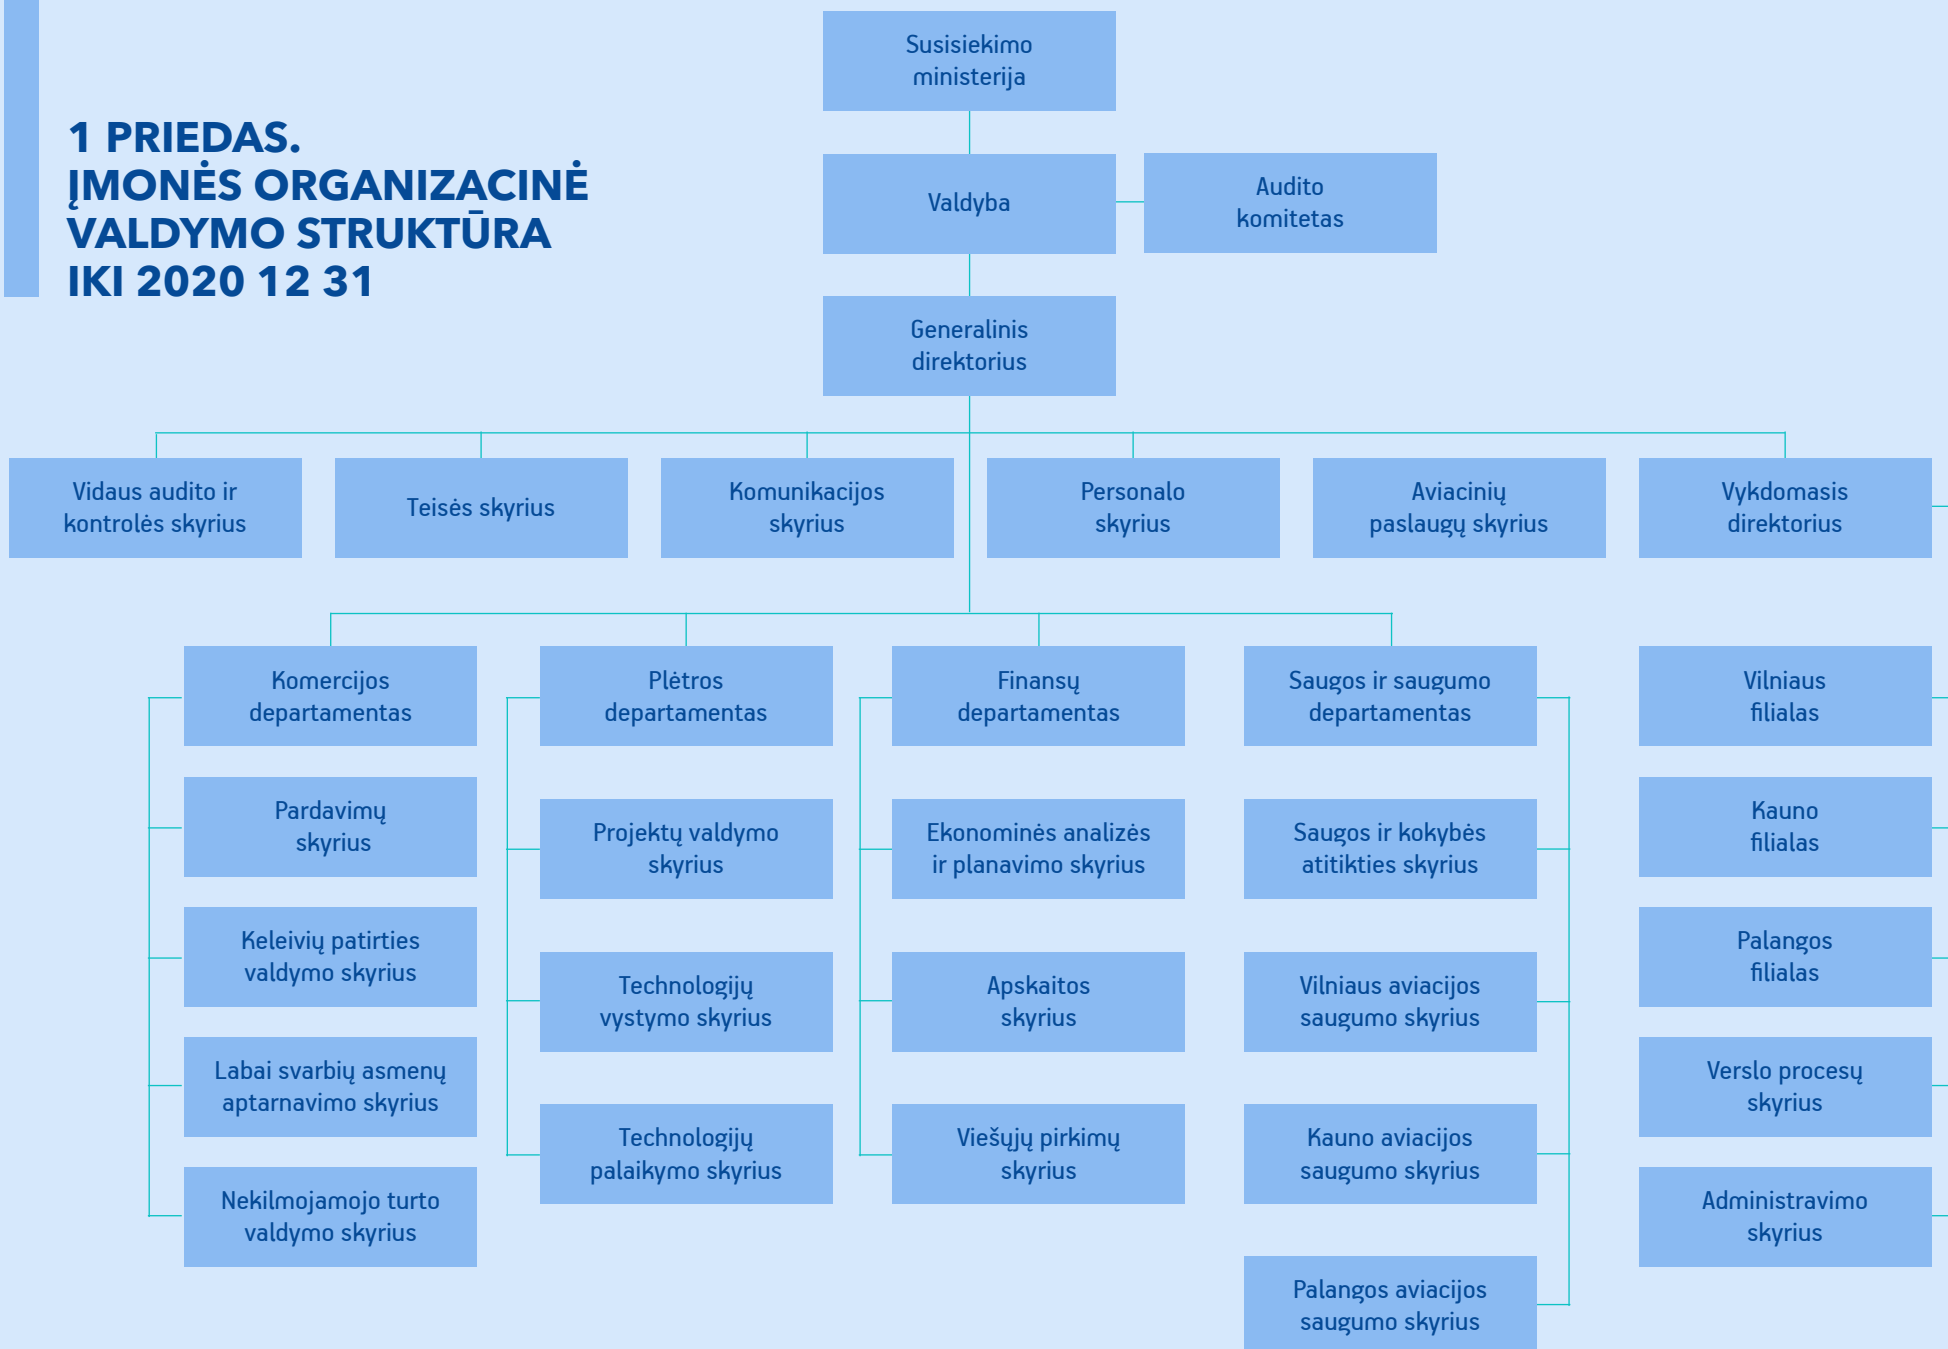 1 PRIEDAS.
ĮMONĖS ORGANIZACINĖ
VALDYMO STRUKTŪRA
IKI 2020 12 31
Susisiekimo
ministerija
Valdyba
Audito
komitetas
Generalinis
direktorius
Vidaus audito ir
kontrolės skyrius
Teisės skyrius
Komunikacijos
skyrius
Personalo
skyrius
Aviacinių
paslaugų skyrius
Vykdomasis
direktorius
Komercijos
departamentas
Pardavimų
skyrius
Keleivių patirties
valdymo skyrius
Labai svarbių asmenų
aptarnavimo skyrius
Nekilmojamojo turto
valdymo skyrius
Plėtros
departamentas
Projektų valdymo
skyrius
Technologijų
vystymo skyrius
Technologijų
palaikymo skyrius
Finansų
departamentas
Ekonominės analizės
ir planavimo skyrius
Apskaitos
skyrius
Viešųjų pirkimų
skyrius
Saugos ir saugumo
departamentas
Saugos ir kokybės
atitikties skyrius
Vilniaus aviacijos
saugumo skyrius
Kauno aviacijos
saugumo skyrius
Palangos aviacijos
saugumo skyrius
Vilniaus
filialas
Kauno
filialas
Palangos
filialas
Verslo procesų
skyrius
Administravimo
skyrius